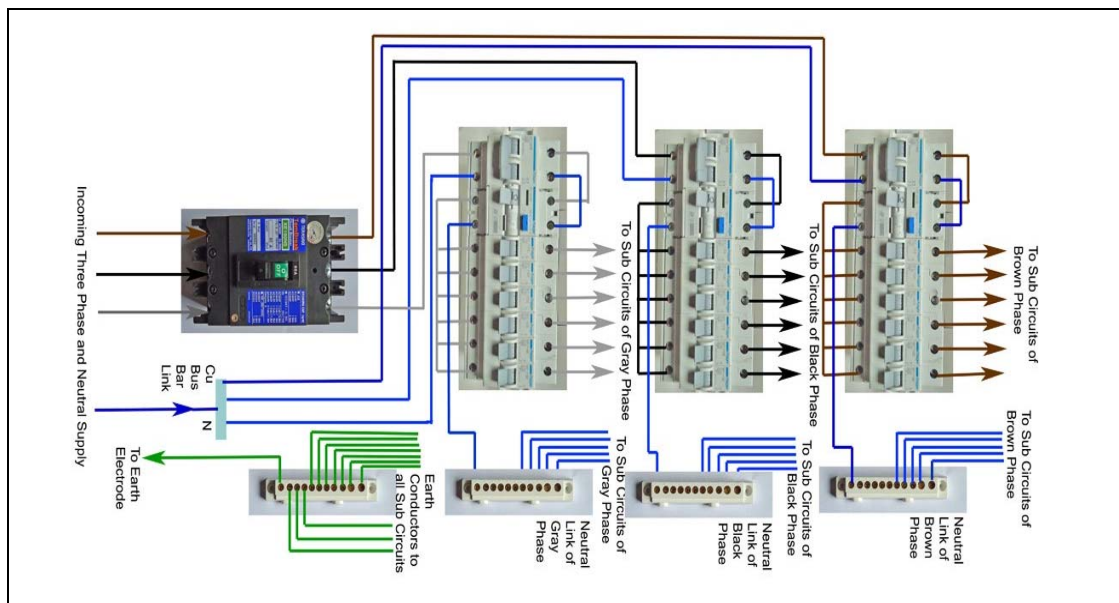 Incoming Three Phase and Neutral Supply
Cu
Bus
Bar
Link
N
To Earth
Electrode
Earth
Conductors to
all Sub Circuits
To Sub Circuits of Gray Phase
To Sub Circuits of
Gray Phase
Neutral
Link of
Gray
Phase
To Sub Circuits of Black Phase
To Sub Circuits of
Black Phase
Neutral
Link of
Black
Phase
To Sub Circuits of
Brown Phase
To Sub Circuits of
Brown Phase
Neutral
Link of
Brown
Phase